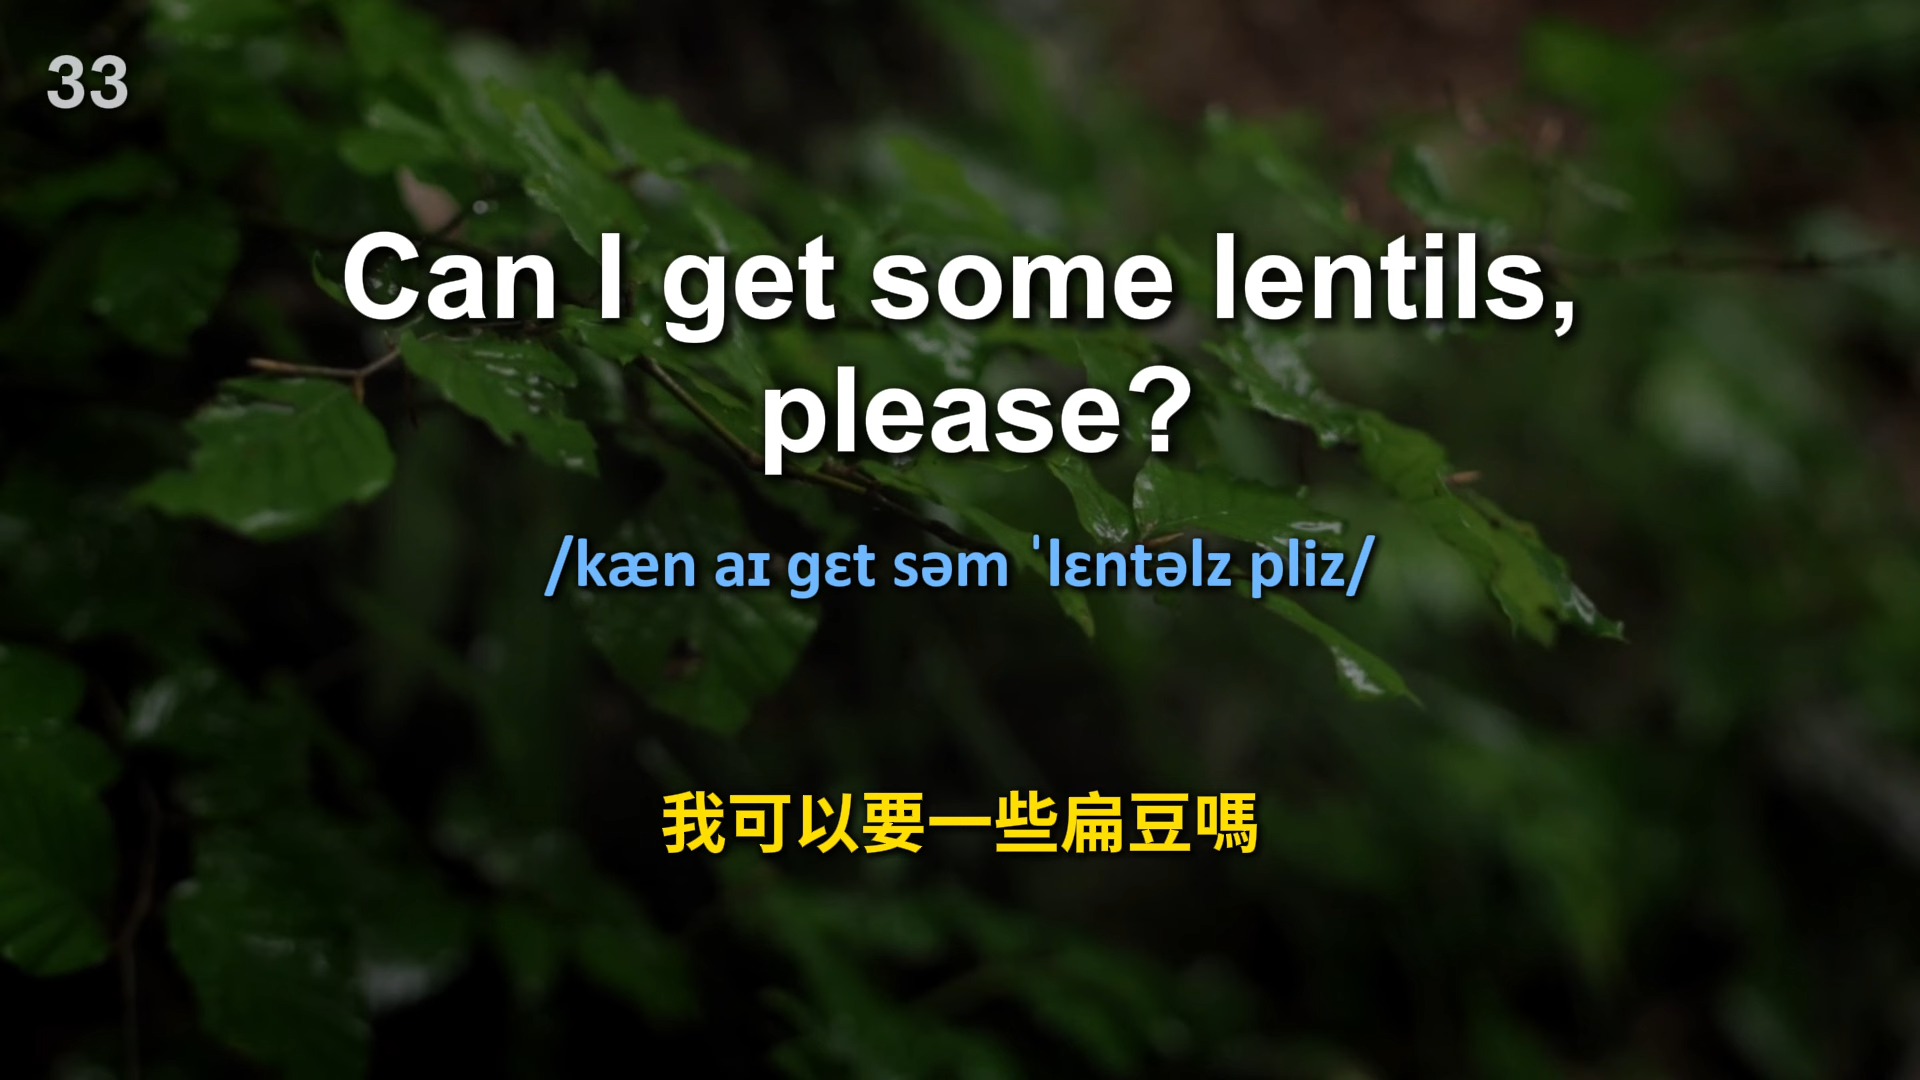 33
Can I get some lentils,
please?
/kæn aɪ gɛt səm ˈlɛntəlz pliz/
我可以要一些扁豆嗎